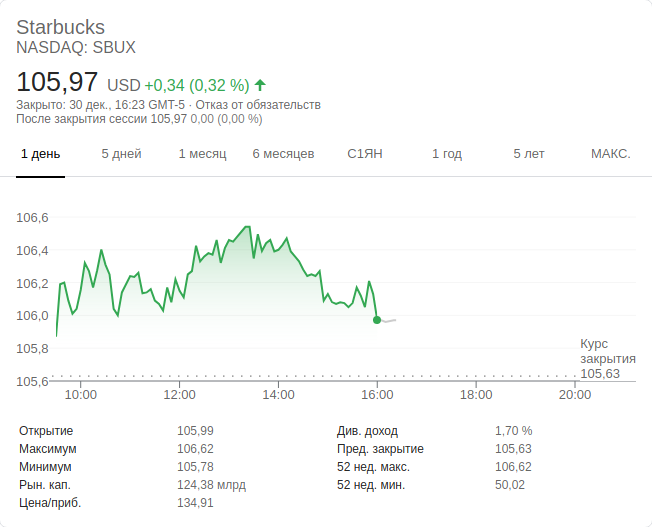 Starbucks
NASDAQ: SBUX
105,97 USD +0,34 (0,32 %)
Закрыто: 30 дек., 16:23 GMT-5 · Отказ от обязательств
После закрытия сессии 105,97 0,00 (0,00 %)
1 день 5 дней 1 месяц 6 месяцев С1ЯН 1 год 5 лет МАКС.
106,6
106,4
106,2
106,0
105,8
105,6
Курс
закрытия
105,63
10:00 12:00 14:00 16:00 18:00 20:00
Открытие 105,99 Див. доход 1,70 %
Максимум 106,62 Пред. закрытие 105,63
Минимум 105,78 52 нед. макс. 106,62
Рын. кап. 124,38 млрд 52 нед. мин. 50,02
Цена/приб. 134,91